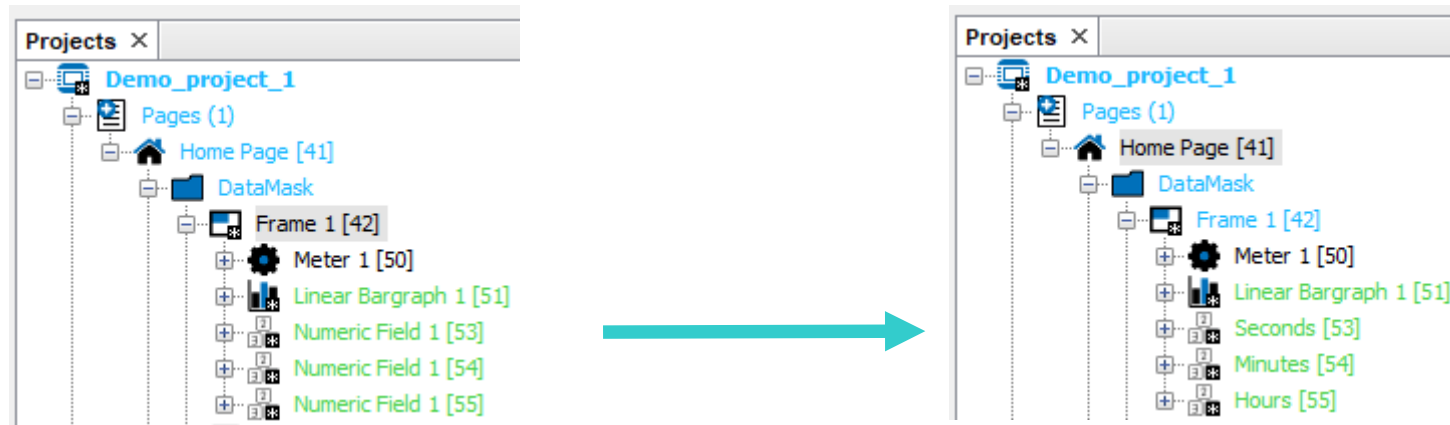 Projects ×
Demo_project_1
Pages (1)
Home Page [41]
DataMask
Frame 1 [42]
Meter 1 [50]
Linear Bargraph 1 [51]
Numeric Field 1 [53]
Numeric Field 1 [54]
Numeric Field 1 [55]
Projects ×
Demo_project_1
Pages (1)
Home Page [41]
DataMask
Frame 1 [42]
Meter 1 [50]
Linear Bargraph 1 [51]
Seconds [53]
Minutes [54]
Hours [55]